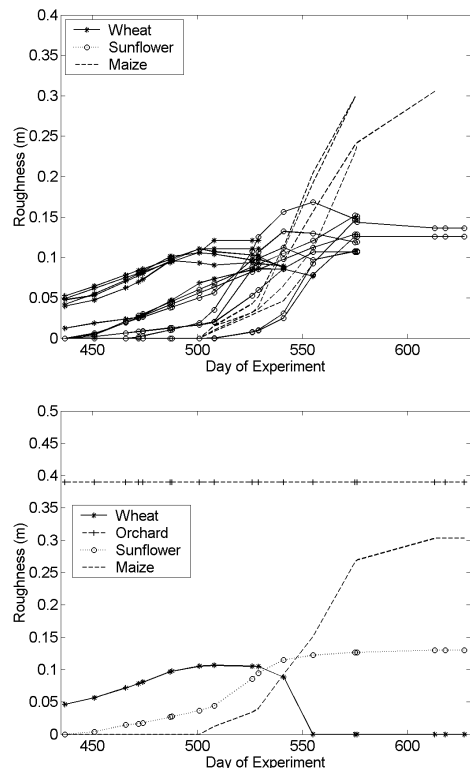 0.4
0.35
0.3
0.25
0.2
0.15
0.1
0.05
0
Roughness (m)
Wheat
Sunflower
Maize
450 500 550 600
Day of Experiment
0.5
0.45
0.4
0.35
0.3
0.25
0.2
0.15
0.1
0.05
0
Roughness (m)
Wheat
Orchard
Sunflower
Maize
450 500 550 600
Day of Experiment